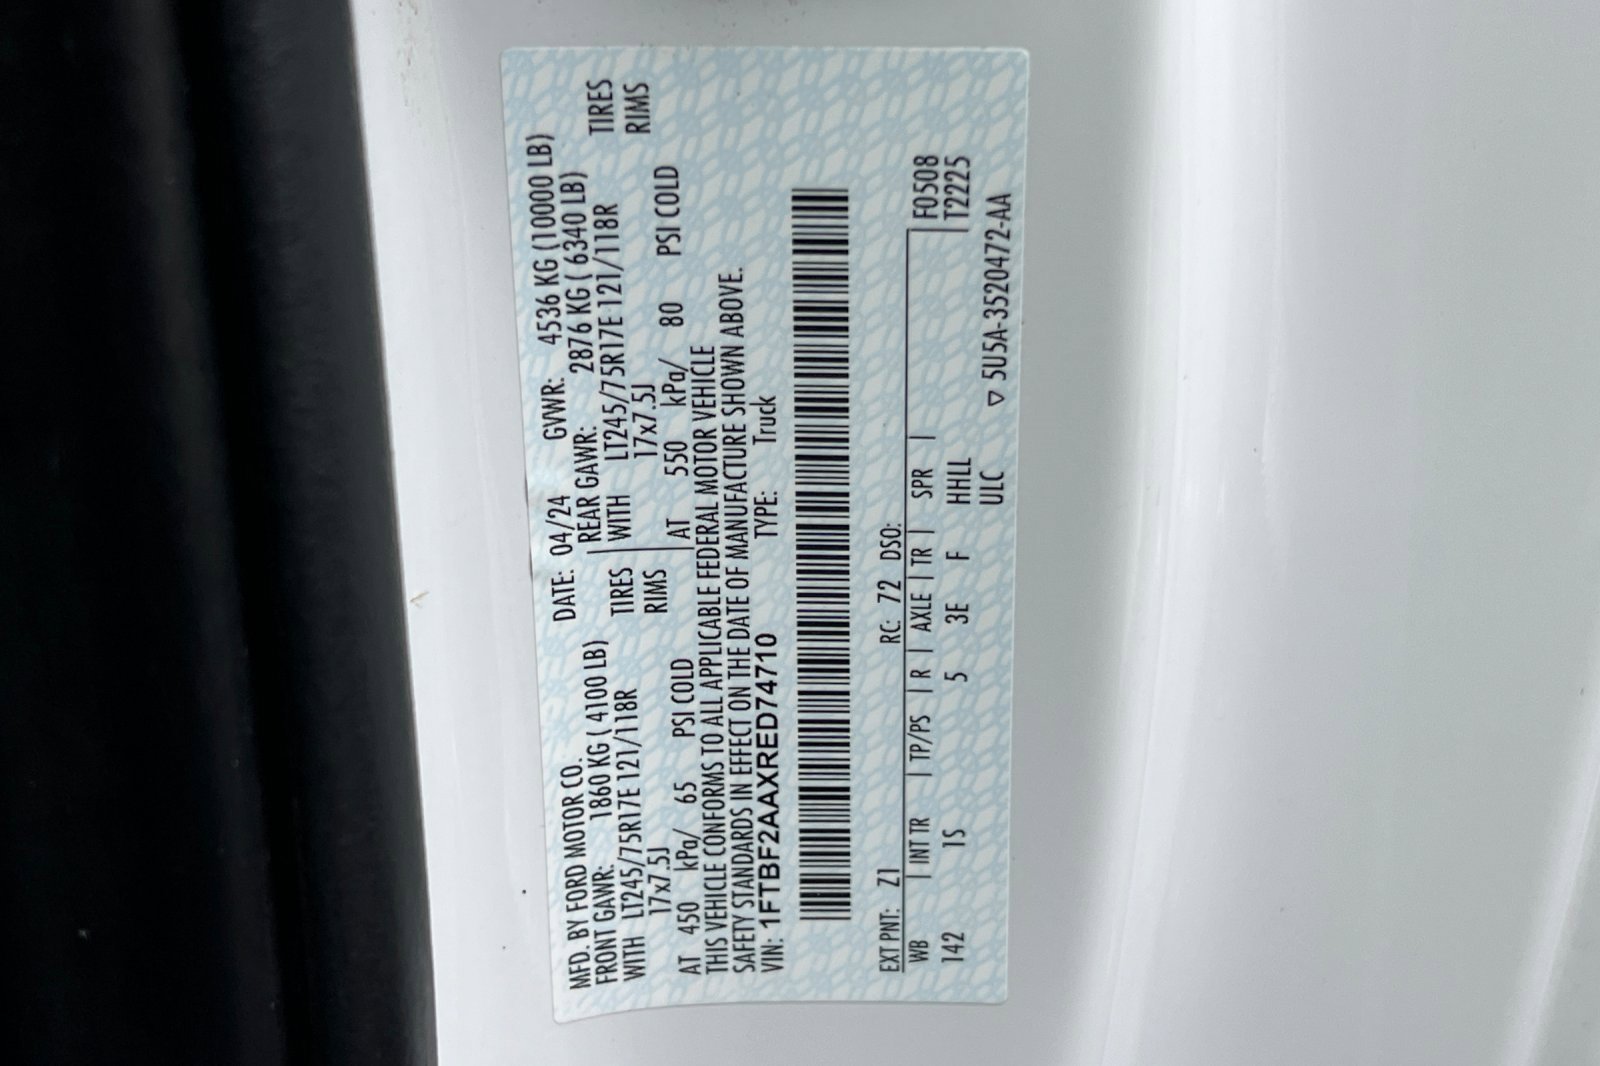 MFD. BY FORD MOTOR CO.
DATE: 04/24 GVWR: 4536 KG (10000 LB)
FRONT GAWR: 1860 KG ( 4100 LB) REAR GAWR: 2876 KG ( 6340 LB)
WITH LT245/75R17E 121/118R TIRES WITH LT245/75R17E 121/118R TIRES
17x7.5J RIMS 17x7.5J RIMS
AT 450 kPa/ 65 PSI COLD AT 550 kPa/ 80 PSI COLD
THIS VEHICLE CONFORMS TO ALL APPLICABLE FEDERAL MOTOR VEHICLE
SAFETY STANDARDS IN EFFECT ON THE DATE OF MANUFACTURE SHOWN ABOVE.
VIN: 1FTBF2AAXRED74710 TYPE: Truck
EXT PNT: Z1 RC: 72 DSO:
WB | INT TR | TP/PS | R | AXLE | TR | SPR | F0508
142 1S 5 3E F HHLL T2225
ULC ▽ 5U5A-3520472-AA